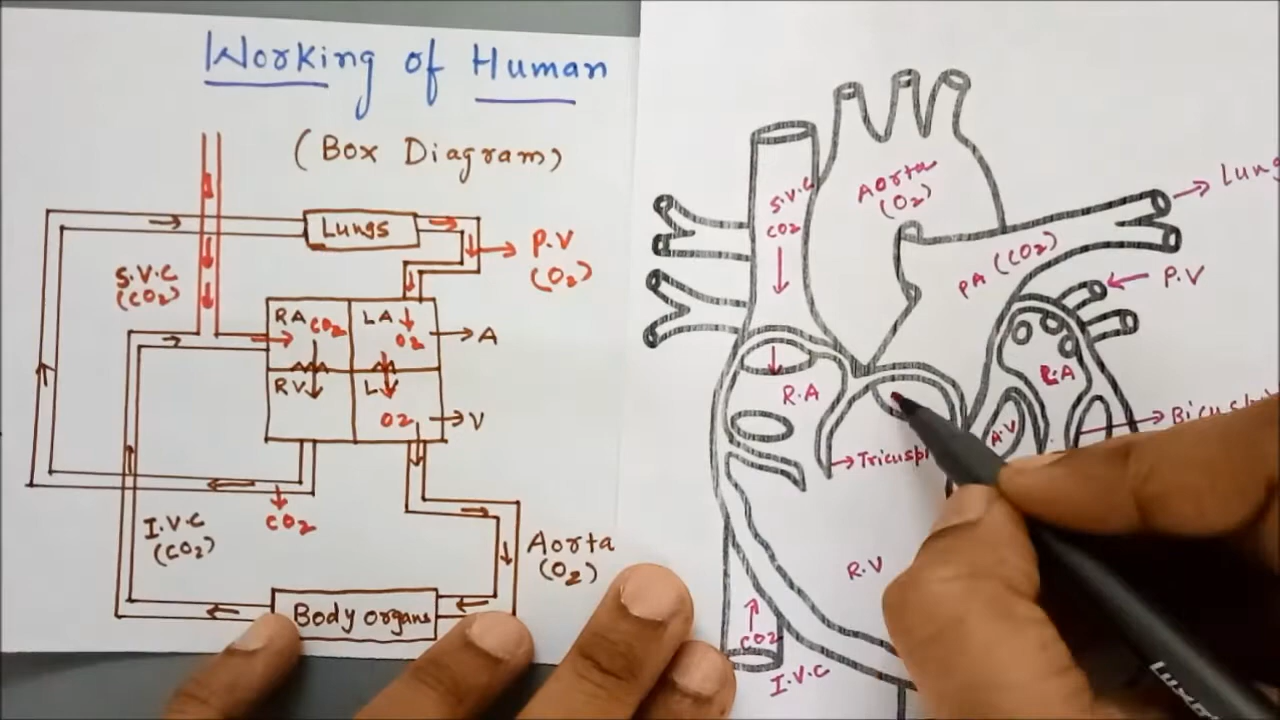 Working of Human
(Box Diagram)
Lungs
P.V
(O2)
S.V.C
(CO2)
RA CO2
LA
O2
A
RV
L.V
O2
V
CO2
I.V.C
(CO2)
Aorta
(O2)
Body organs
S.V.C
CO2
Aorta
(O2)
PA (CO2)
Lung
P.V
R.A
L.A
A.V
Bicuspi
Tricuspi
R.V
CO2
I.V.C